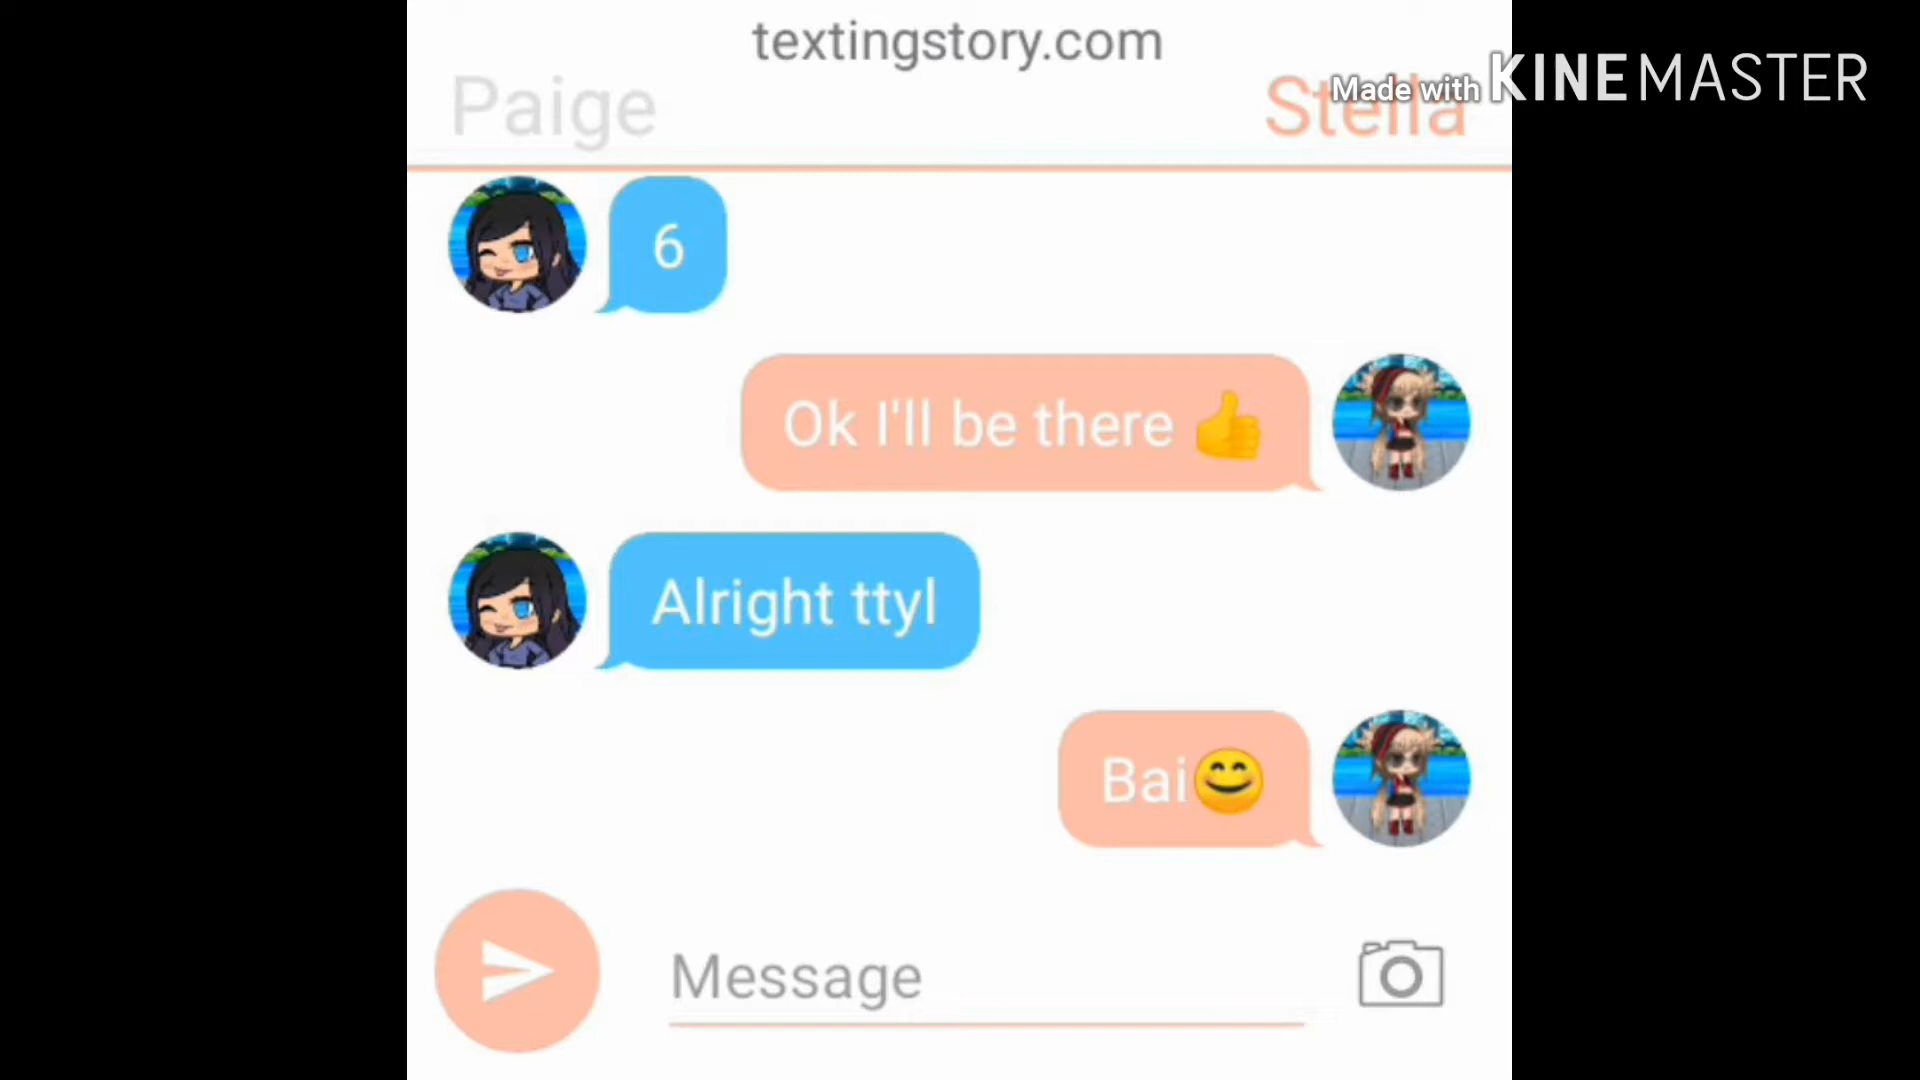 textingstory.com
Made with KINEMASTER
Paige
Stella
6
Ok I'll be there 👍
Alright ttyl
Bai😊
Message